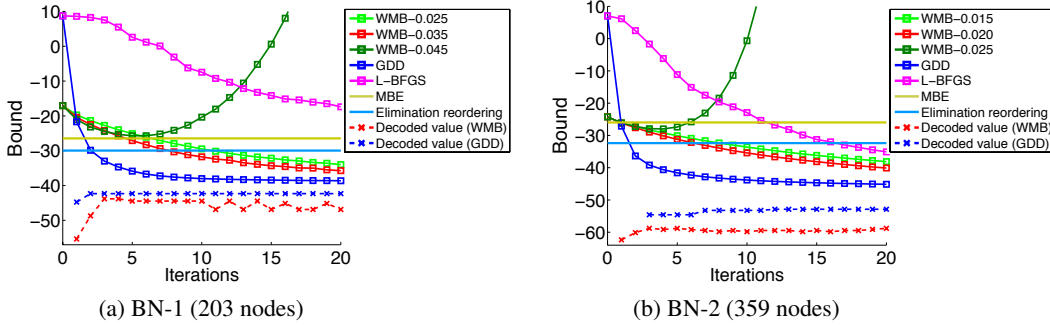 10
0
−10
−20
−30
−40
−50
Bound
0
5
10
15
20
Iterations
WMB−0.025
WMB−0.035
WMB−0.045
GDD
L−BFGS
MBE
Elimination reordering
Decoded value (WMB)
Decoded value (GDD)
(a) BN-1 (203 nodes)
10
0
−10
−20
−30
−40
−50
−60
Bound
0
5
10
15
20
Iterations
WMB−0.015
WMB−0.020
WMB−0.025
GDD
L−BFGS
MBE
Elimination reordering
Decoded value (WMB)
Decoded value (GDD)
(b) BN-2 (359 nodes)